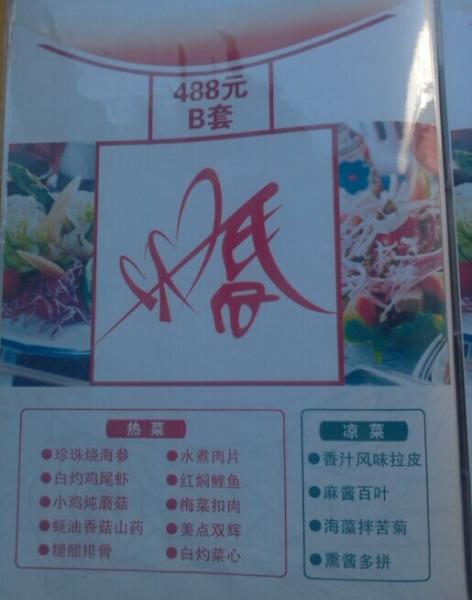 488元
B套
婚
热菜
珍珠烧海参
白灼鸡尾虾
小鸡炖蘑菇
蚝油香菇山药
糖醋排骨
水煮肉片
红焖鲤鱼
梅菜扣肉
美点双辉
白灼菜心
凉菜
香汁风味拉皮
麻酱百叶
海藻拌苦菊
熏酱多拼